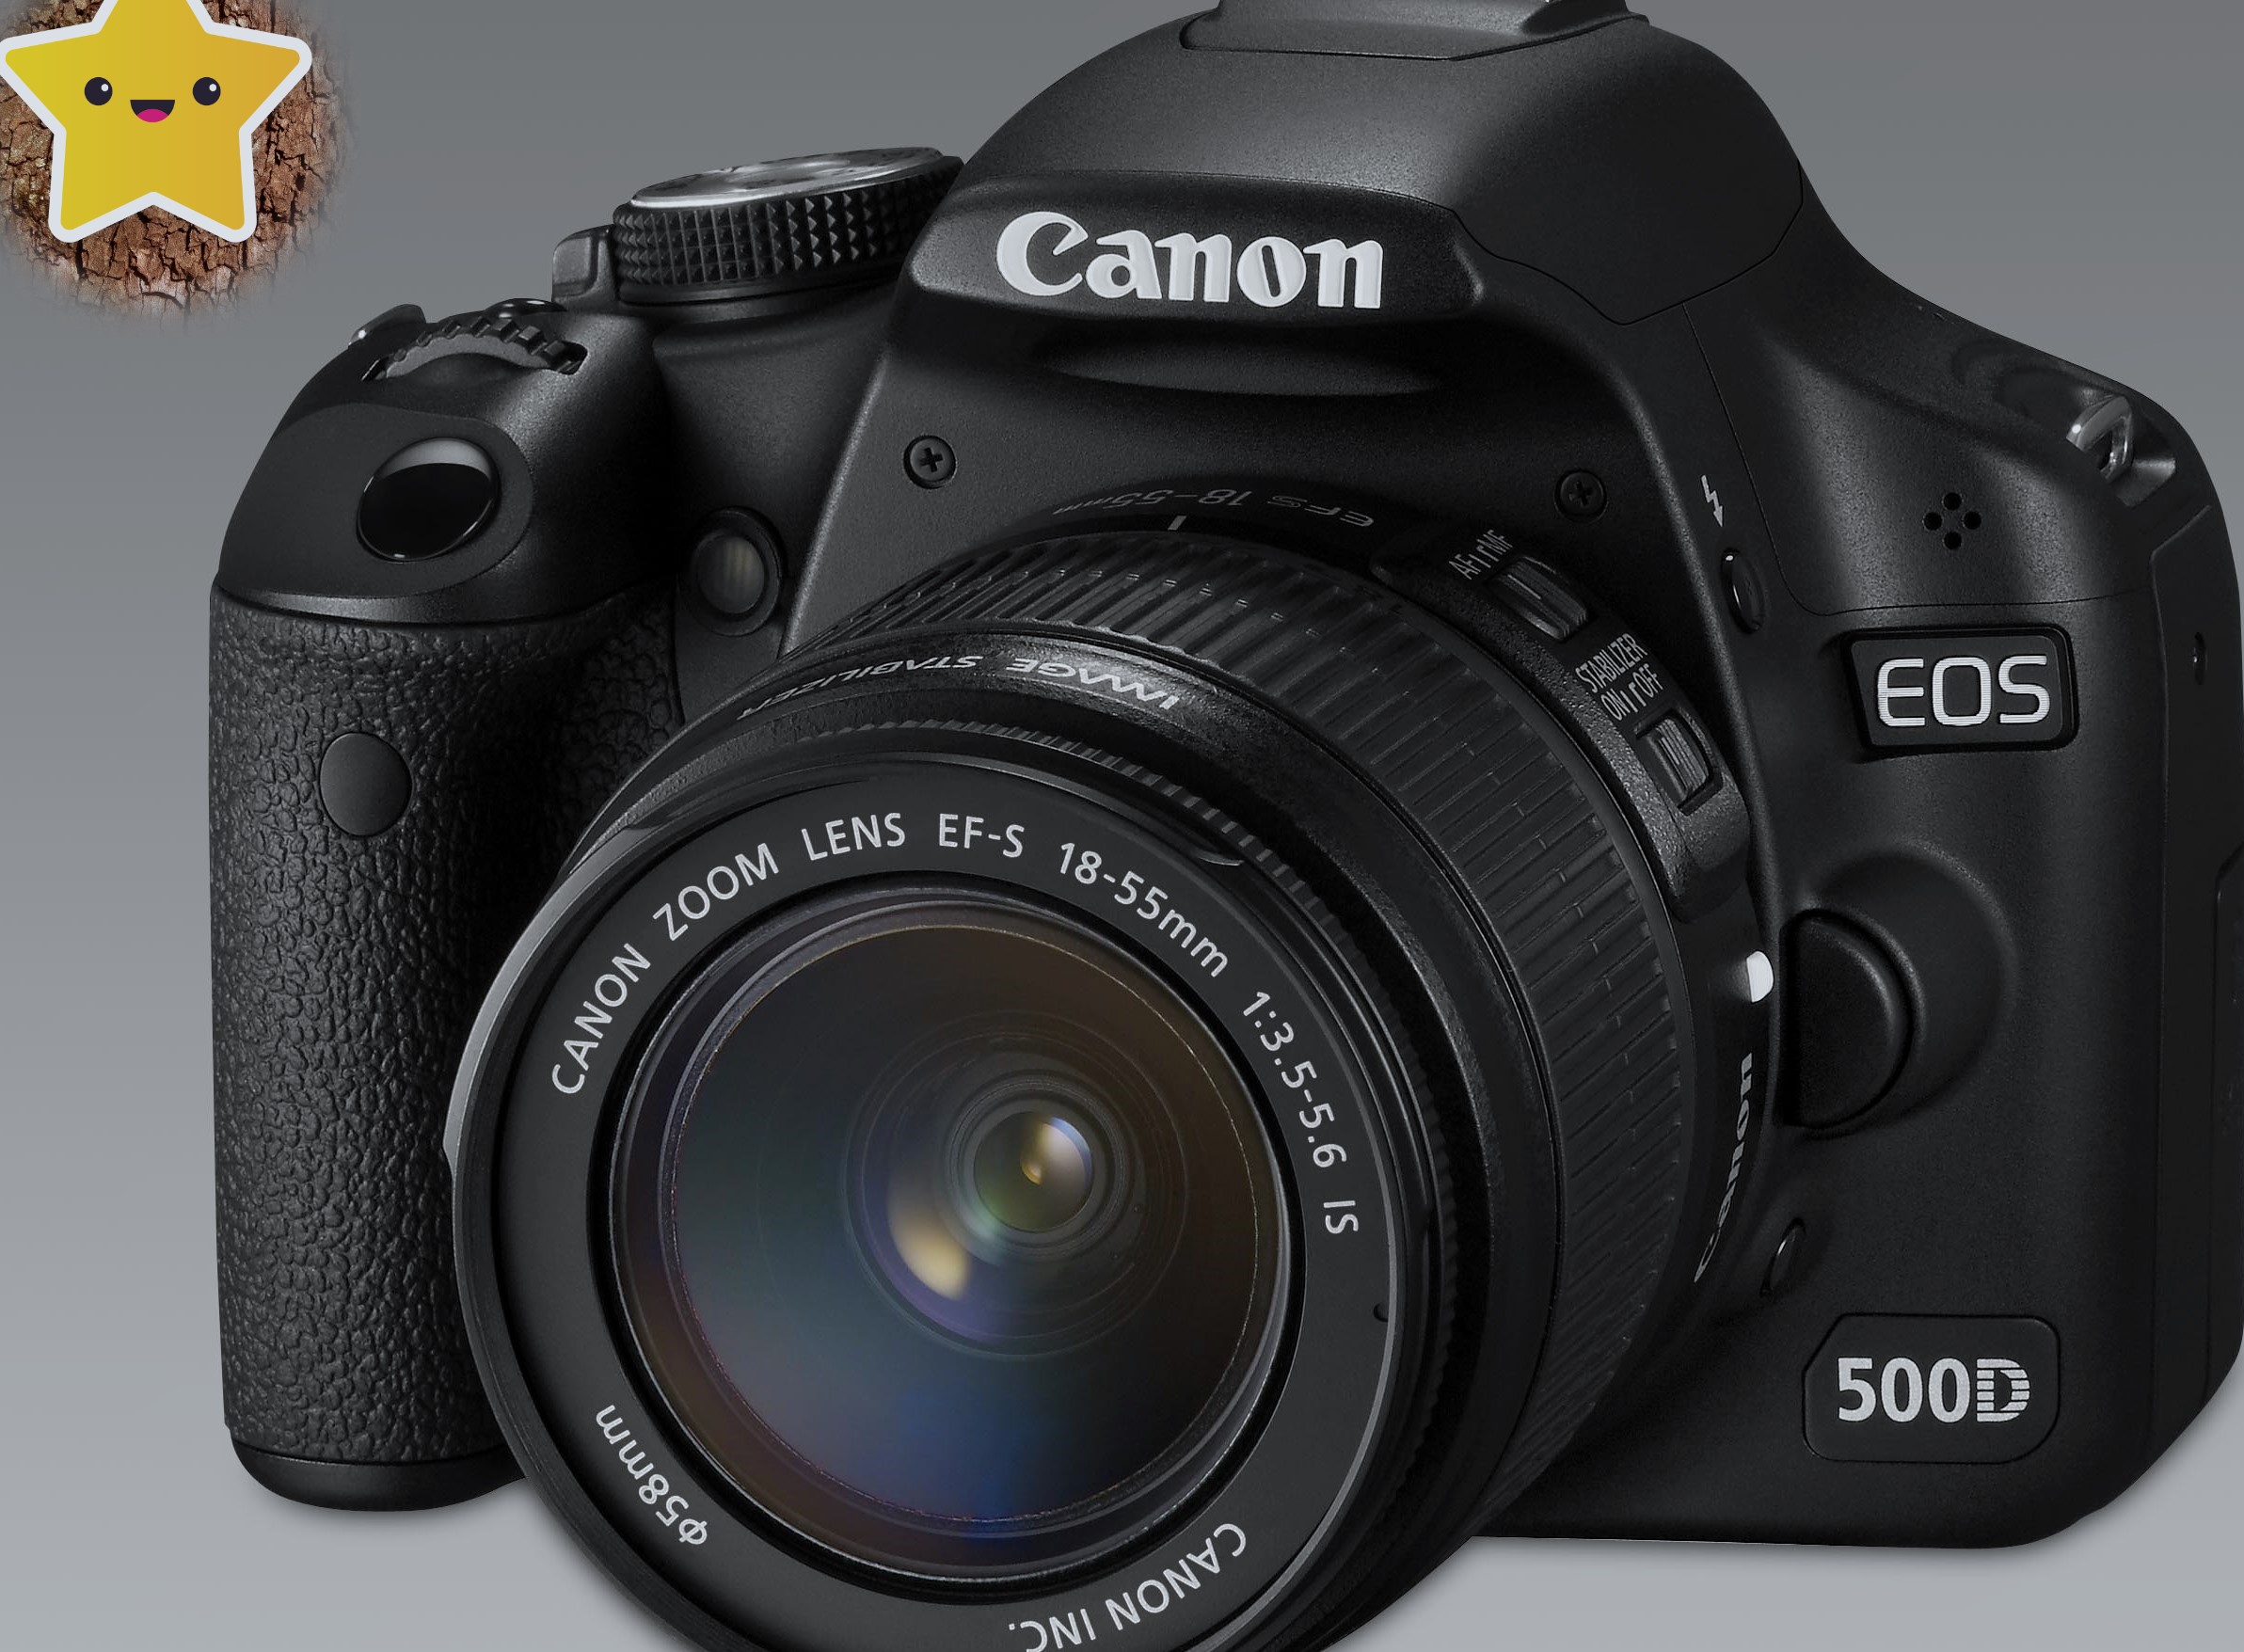 Canon
EFS 18-55mm
AF MF
STABILIZER
ON OFF
IMAGE STABILIZER
EOS
CANON ZOOM LENS EF-S 18-55mm 1:3.5-5.6 IS
Canon
500D
Φ58mm
CANON INC.